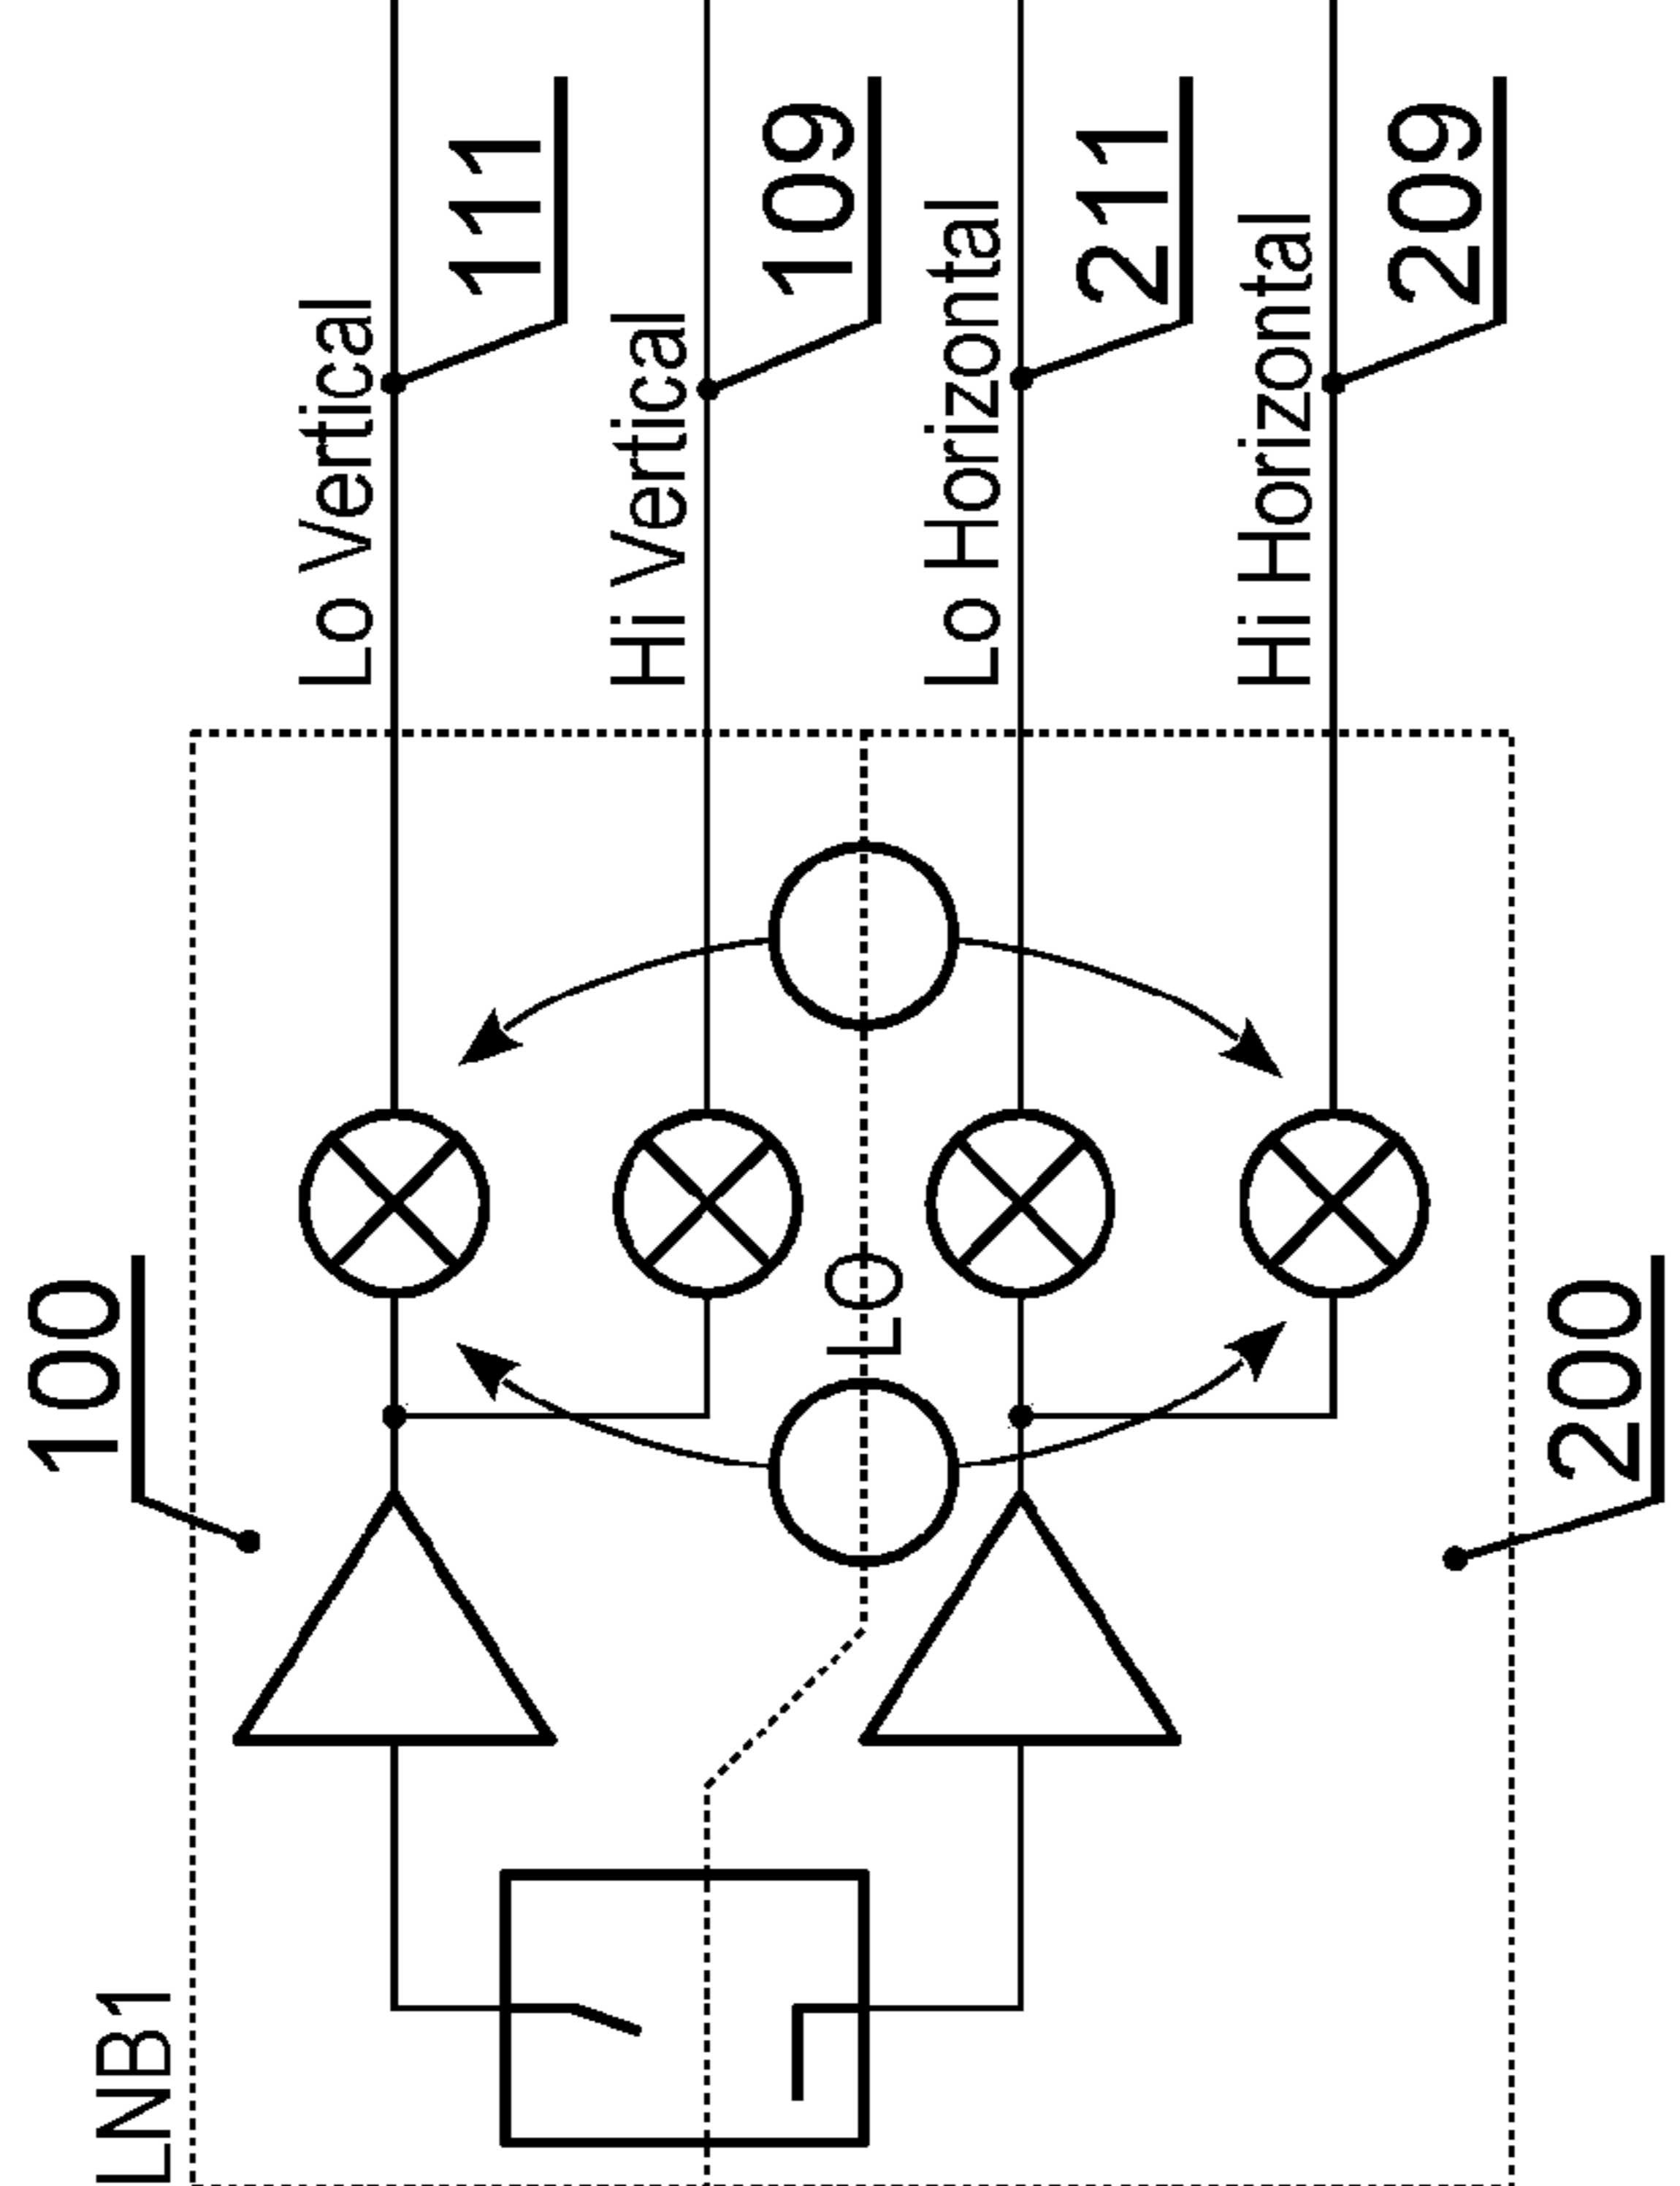 LNB1
100
Lo Vertical
111
Hi Vertical
109
LO
Lo Horizontal
211
Hi Horizontal
209
200